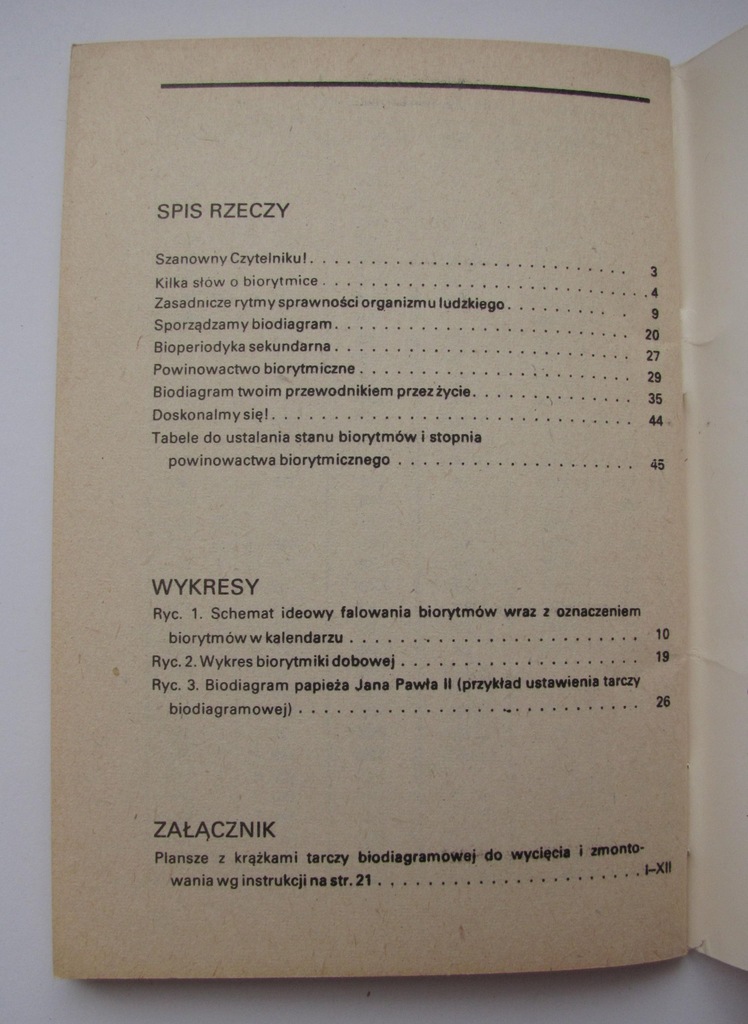 SPIS RZECZY
Szanowny Czytelniku! . . . . . . . . . . . . . . . . . . . . . . . . . 3
Kilka słów o biorytmice . . . . . . . . . . . . . . . . . . . . . . . . 4
Zasadnicze rytmy sprawności organizmu ludzkiego . . . . . . . . . 9
Sporządzamy biodiagram . . . . . . . . . . . . . . . . . . . . . . . 20
Bioperiodyka sekundarna . . . . . . . . . . . . . . . . . . . . . . . 27
Powinowactwo biorytmiczne . . . . . . . . . . . . . . . . . . . . . 29
Biodiagram twoim przewodnikiem przez życie . . . . . . . . . . . . 35
Doskonalmy się! . . . . . . . . . . . . . . . . . . . . . . . . . . . . 44
Tabele do ustalania stanu biorytmów i stopnia
powinowactwa biorytmicznego . . . . . . . . . . . . . . . . . . . 45
WYKRESY
Ryc. 1. Schemat ideowy falowania biorytmów wraz z oznaczeniem
biorytmów w kalendarzu . . . . . . . . . . . . . . . . . . . . . . . 10
Ryc. 2. Wykres biorytmiki dobowej . . . . . . . . . . . . . . . . . . . 19
Ryc. 3. Biodiagram papieża Jana Pawła II (przykład ustawienia tarczy
biodiagramowej) . . . . . . . . . . . . . . . . . . . . . . . . . . . 26
ZAŁĄCZNIK
Plansze z krążkami tarczy biodiagramowej do wycięcia i zmonto-
wania wg instrukcji na str. 21 . . . . . . . . . . . . . . . . . . . . . I–XII